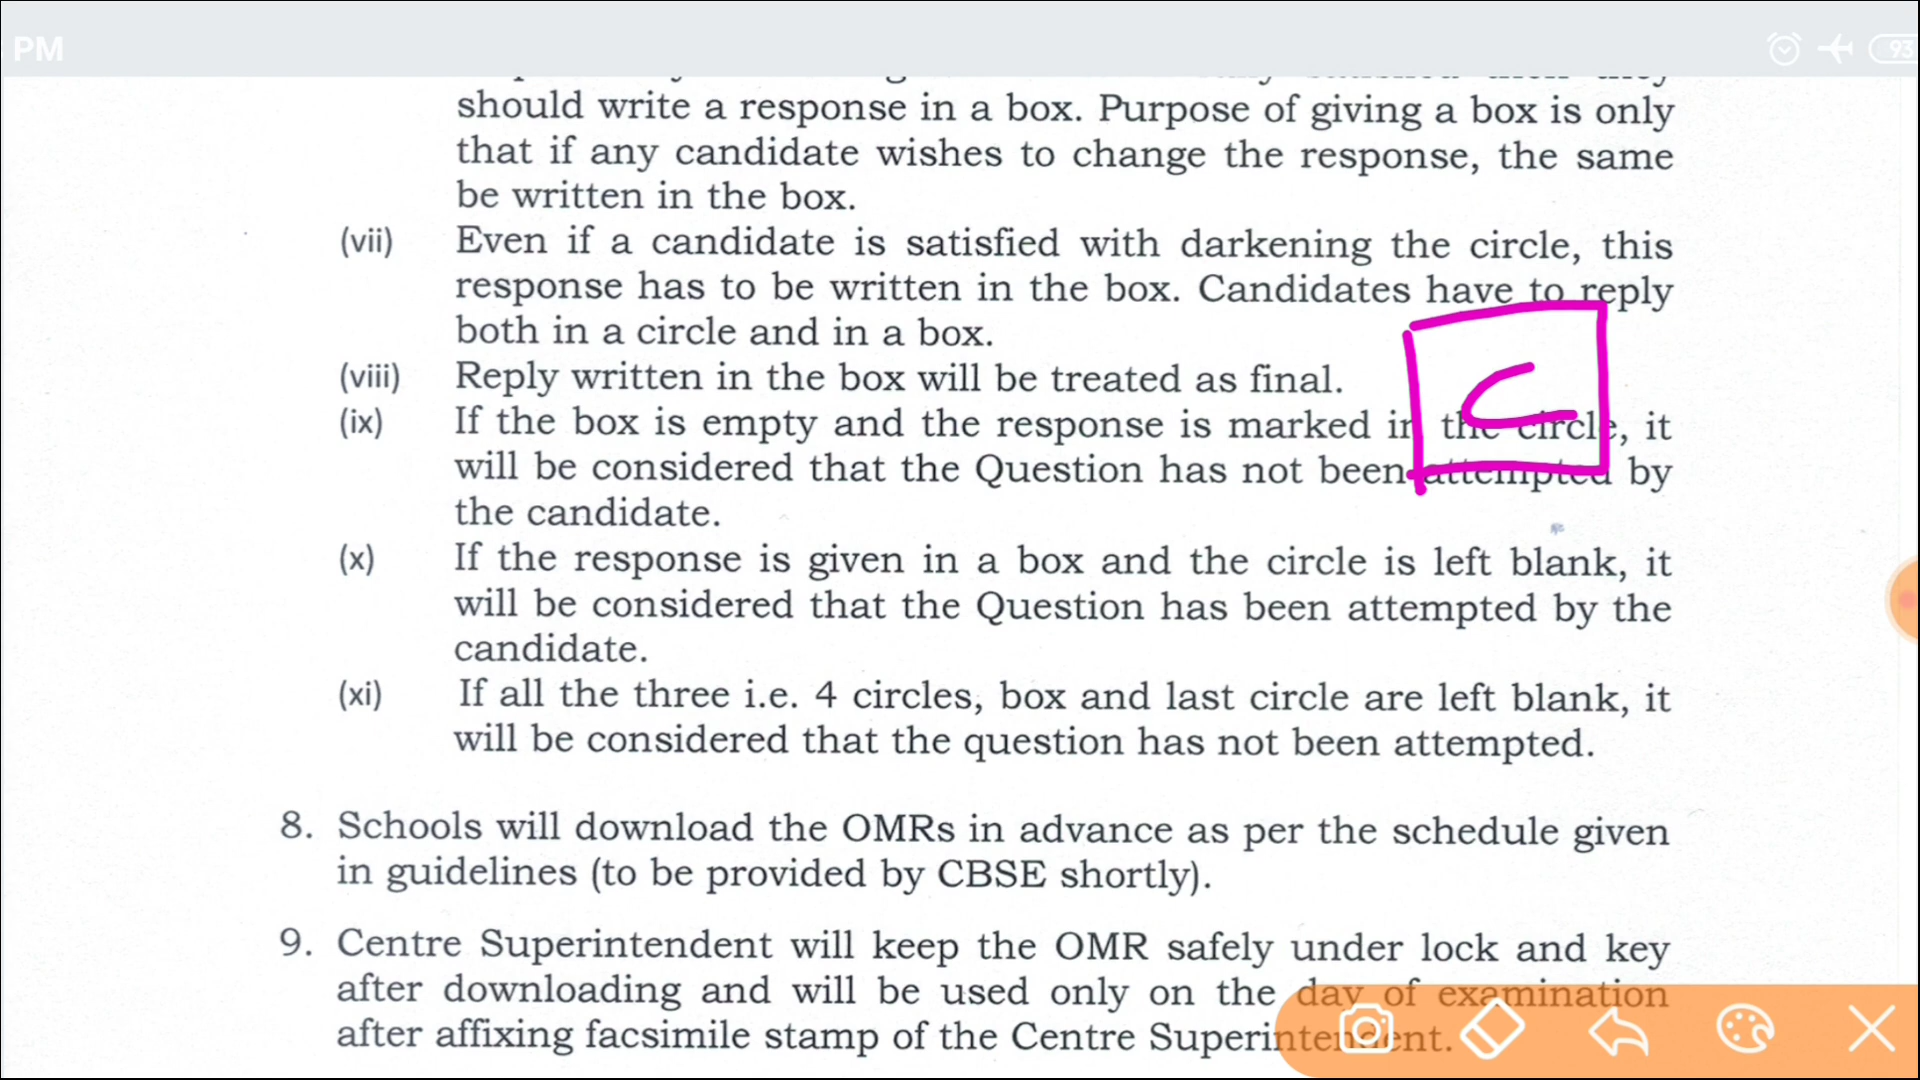 PM
93
should write a response in a box. Purpose of giving a box is only
that if any candidate wishes to change the response, the same
be written in the box.
(vii) Even if a candidate is satisfied with darkening the circle, this
response has to be written in the box. Candidates have to reply
both in a circle and in a box.
(viii) Reply written in the box will be treated as final.
C
(ix) If the box is empty and the response is marked in the circle, it
will be considered that the Question has not been attempted by
the candidate.
(x) If the response is given in a box and the circle is left blank, it
will be considered that the Question has been attempted by the
candidate.
(xi) If all the three i.e. 4 circles, box and last circle are left blank, it
will be considered that the question has not been attempted.
8. Schools will download the OMRs in advance as per the schedule given
in guidelines (to be provided by CBSE shortly).
9. Centre Superintendent will keep the OMR safely under lock and key
after downloading and will be used only on the day of examination
after affixing facsimile stamp of the Centre Superintendent.